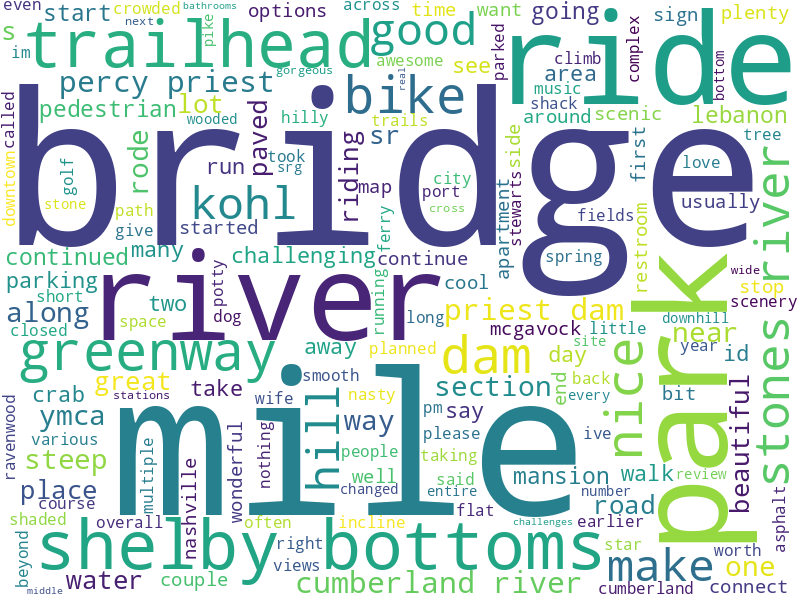 even
crowded
bathrooms
across
time
want
going
sign
plenty
next
start
pike
options
good
ride
s
im
trailhead
awesome
see
parked
climb
complex
gorgeous
area
bottom
percy priest
bike
real
music
shack
called
pedestrian
lot
hilly
trails
around
scenic
lebanon
wooded
bridge
rode
paved
riding
sr
side
first
tree
downtown
golf
run
took
srg
map
city
port
stewarts
apartment
love
stone
kohl
usually
path
cross
fields
give
started
ferry
restroom
river
continued
many
challenging
continue
spring
park
stones river
parking
potty
cool
wide
stop
short
dog
running
long
scenery
along
two
priest dam
closed
space
mcgavock
little
near
downhill
greenway
away
planned
dam
nice
site
year
id
great
smooth
day
back
bit
crab
take
stations
wife
nasty
section
end
every
beautiful
mile
hill
ymca
way
pm
say
ive
various
wonderful
nothing
people
please
mansion
walk
review
ravenwood
steep
multiple
well
taking
said
place
nashville
changed
entire
road
number
course
flat
shaded
overall
often
incline
challenges
earlier
make
asphalt
shelby bottoms
right
star
worth
beyond
views
one
water
couple
cumberland river
cumberland
connect
middle